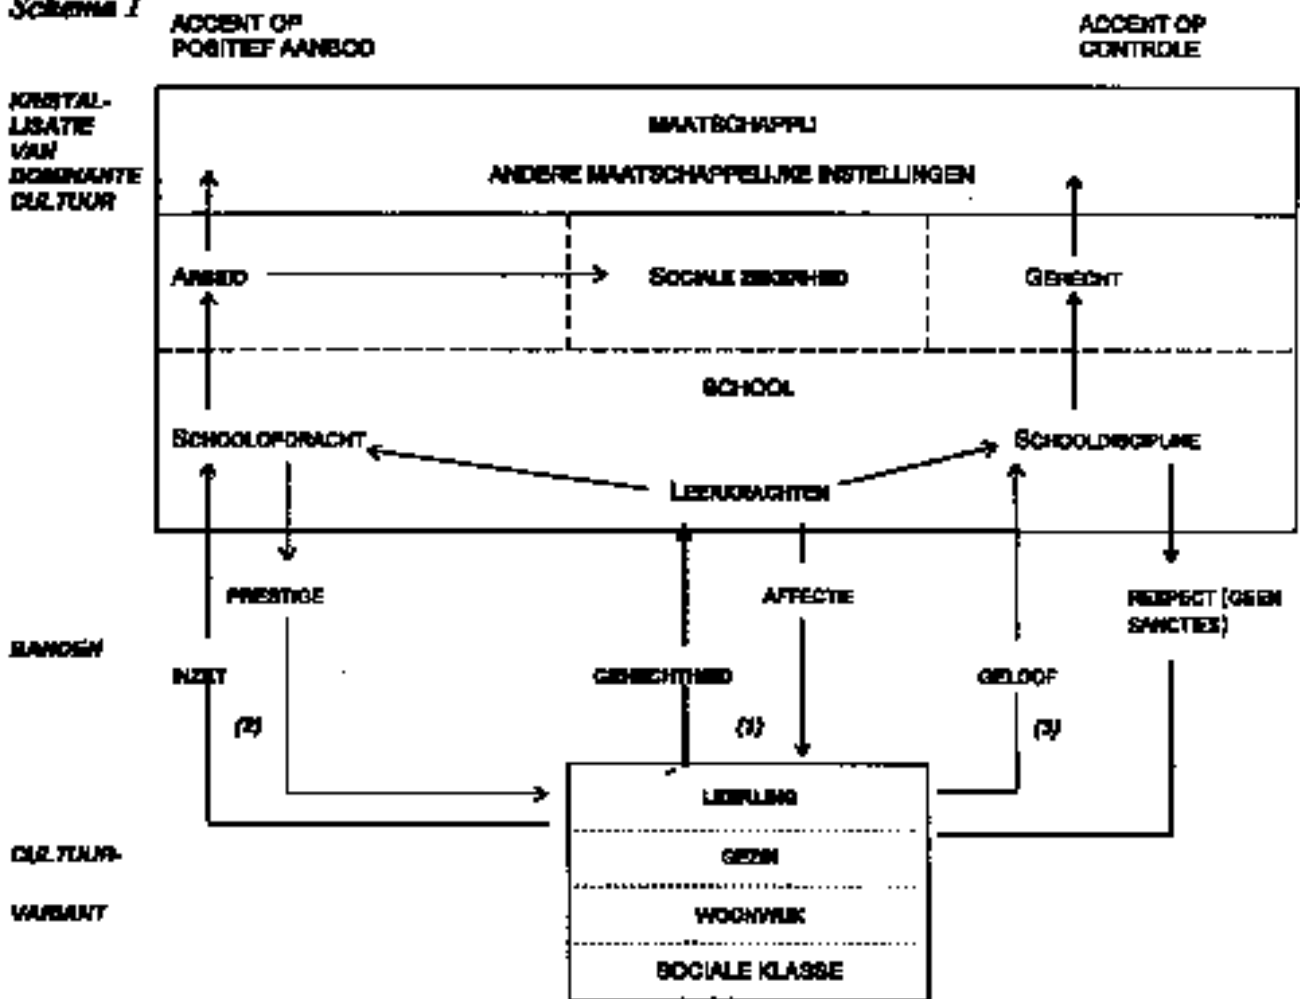 Schema I
ACCENT OP
POSITIEF AANBOD
ACCENT OP
CONTROLE
KRISTAL-
LISATIE
VAN
DOMINANTE
CULTUUR
MAATSCHAPPIJ
ANDERE MAATSCHAPPELIJKE INSTELLINGEN
ARBEID
SOCIALE ZEKERHEID
GERECHT
SCHOOL
SCHOOLOPDRACHT
SCHOOLDISCIPLINE
LEERKRACHTEN
PRESTIGE
AFFECTIE
RESPECT (GEEN
SANCTIES)
BANDEN
INZET
GEHECHTHEID
GELOOF
(2)
(1)
(3)
LEERLING
CULTUUR-
GEZIN
VARIANT
WOONWIJK
SOCIALE KLASSE